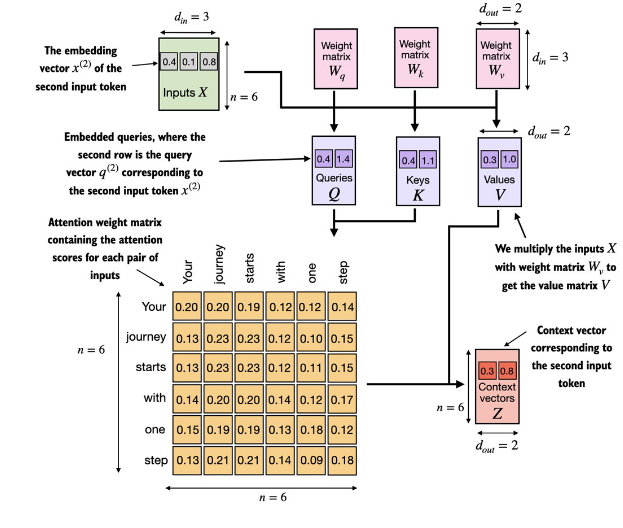 d_in = 3
d_out = 2
The embedding
vector x^(2) of the
second input token
0.4 0.1 0.8
Inputs X
n = 6
Weight
matrix
W_q
Weight
matrix
W_k
Weight
matrix
W_v
d_in = 3
Embedded queries, where the
second row is the query
vector q^(2) corresponding to
the second input token x^(2)
0.4 1.4
Queries
Q
0.4 1.1
Keys
K
d_out = 2
0.3 1.0
Values
V
We multiply the inputs X
with weight matrix W_v to
get the value matrix V
Attention weight matrix
containing the attention
scores for each pair of
inputs
Your journey starts with one step
Your 0.20 0.20 0.19 0.12 0.12 0.14
journey 0.13 0.23 0.23 0.12 0.10 0.15
starts 0.13 0.23 0.23 0.12 0.11 0.15
with 0.14 0.20 0.20 0.14 0.12 0.17
one 0.15 0.19 0.19 0.13 0.18 0.12
step 0.13 0.21 0.21 0.14 0.09 0.18
n = 6
n = 6
Context vector
corresponding to
the second input
token
0.3 0.8
Context
vectors
Z
n = 6
d_out = 2